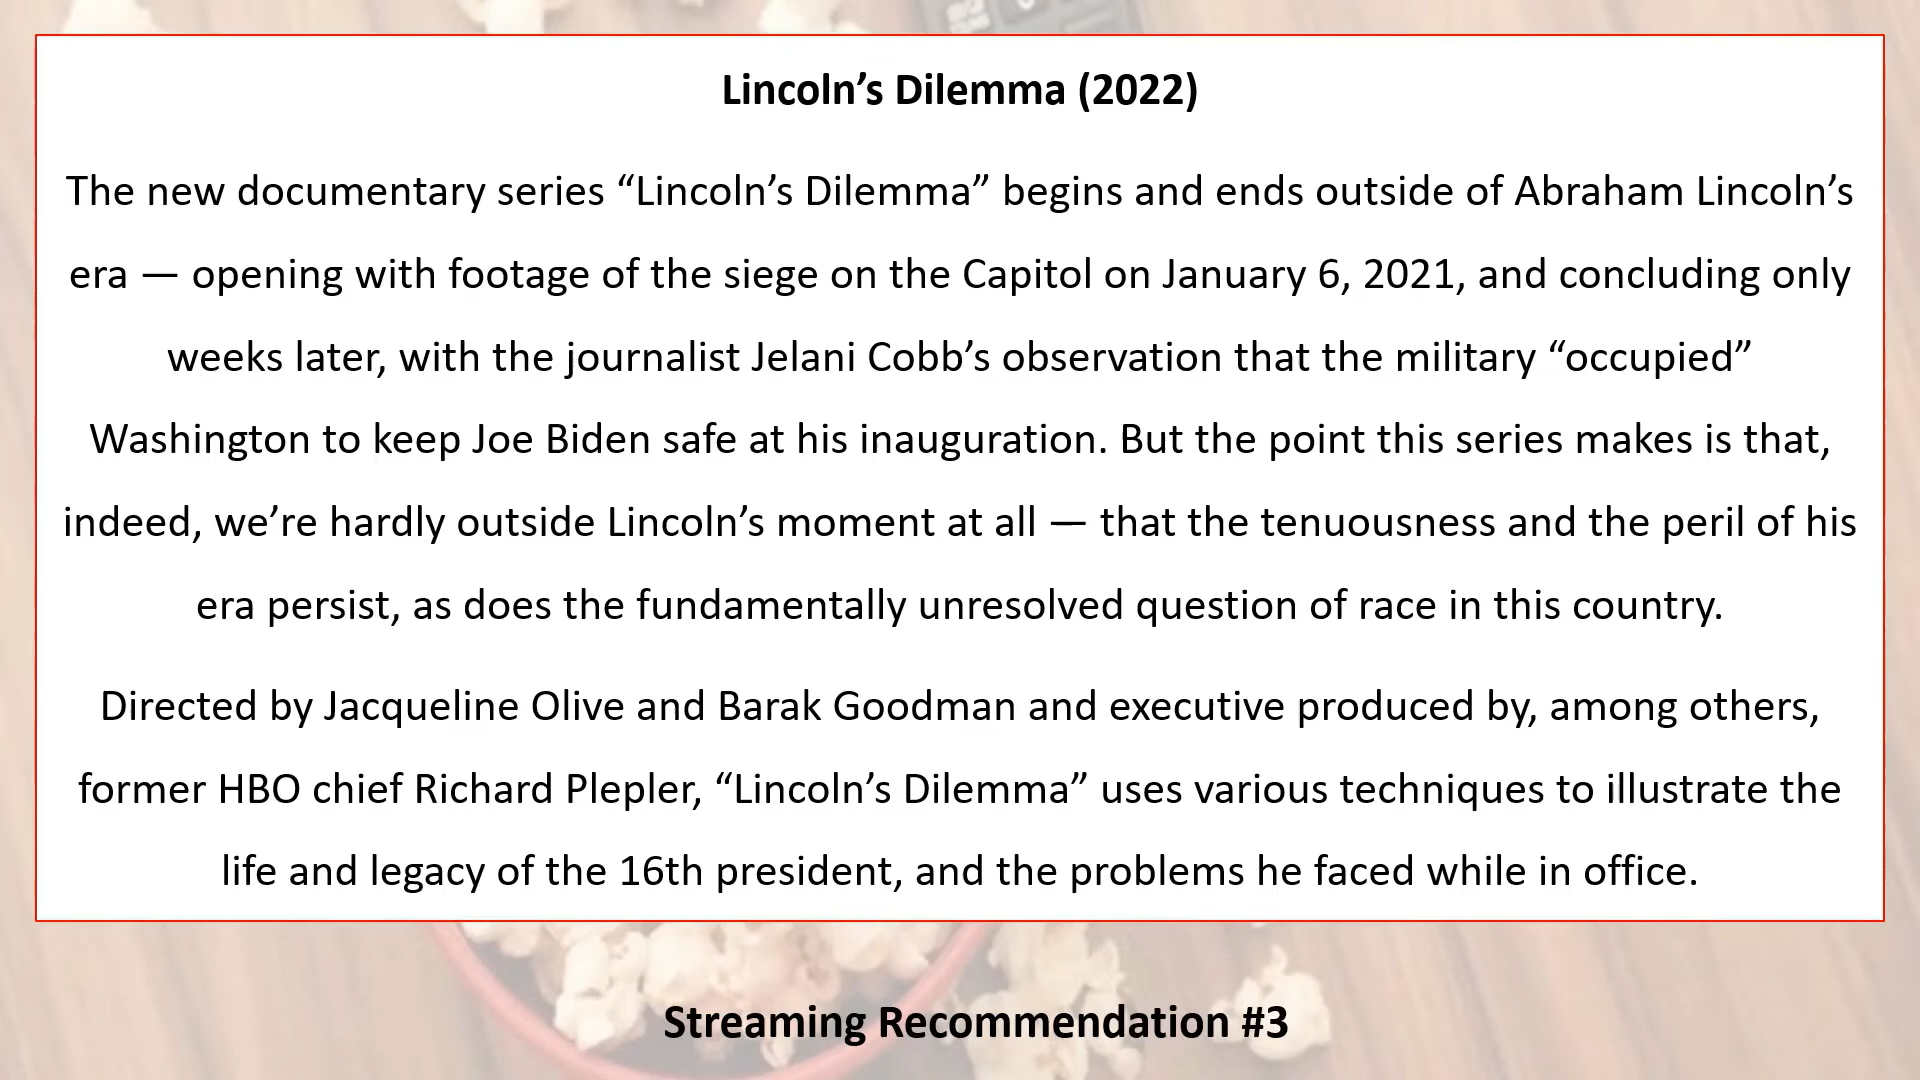 Lincoln’s Dilemma (2022)
The new documentary series “Lincoln’s Dilemma” begins and ends outside of Abraham Lincoln’s
era — opening with footage of the siege on the Capitol on January 6, 2021, and concluding only
weeks later, with the journalist Jelani Cobb’s observation that the military “occupied”
Washington to keep Joe Biden safe at his inauguration. But the point this series makes is that,
indeed, we’re hardly outside Lincoln’s moment at all — that the tenuousness and the peril of his
era persist, as does the fundamentally unresolved question of race in this country.
Directed by Jacqueline Olive and Barak Goodman and executive produced by, among others,
former HBO chief Richard Plepler, “Lincoln’s Dilemma” uses various techniques to illustrate the
life and legacy of the 16th president, and the problems he faced while in office.
Streaming Recommendation #3